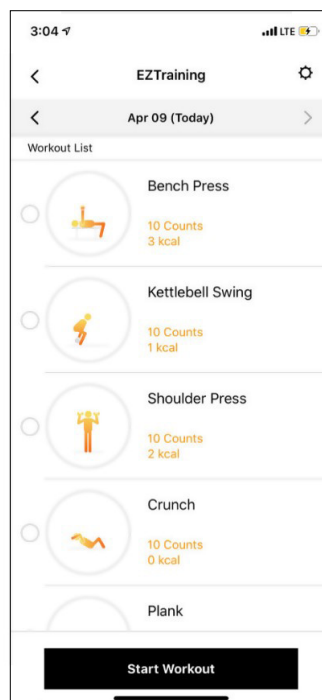 3:04
LTE
EZTraining
Apr 09 (Today)
Workout List
Bench Press
10 Counts
3 kcal
Kettlebell Swing
10 Counts
1 kcal
Shoulder Press
10 Counts
2 kcal
Crunch
10 Counts
0 kcal
Plank
Start Workout